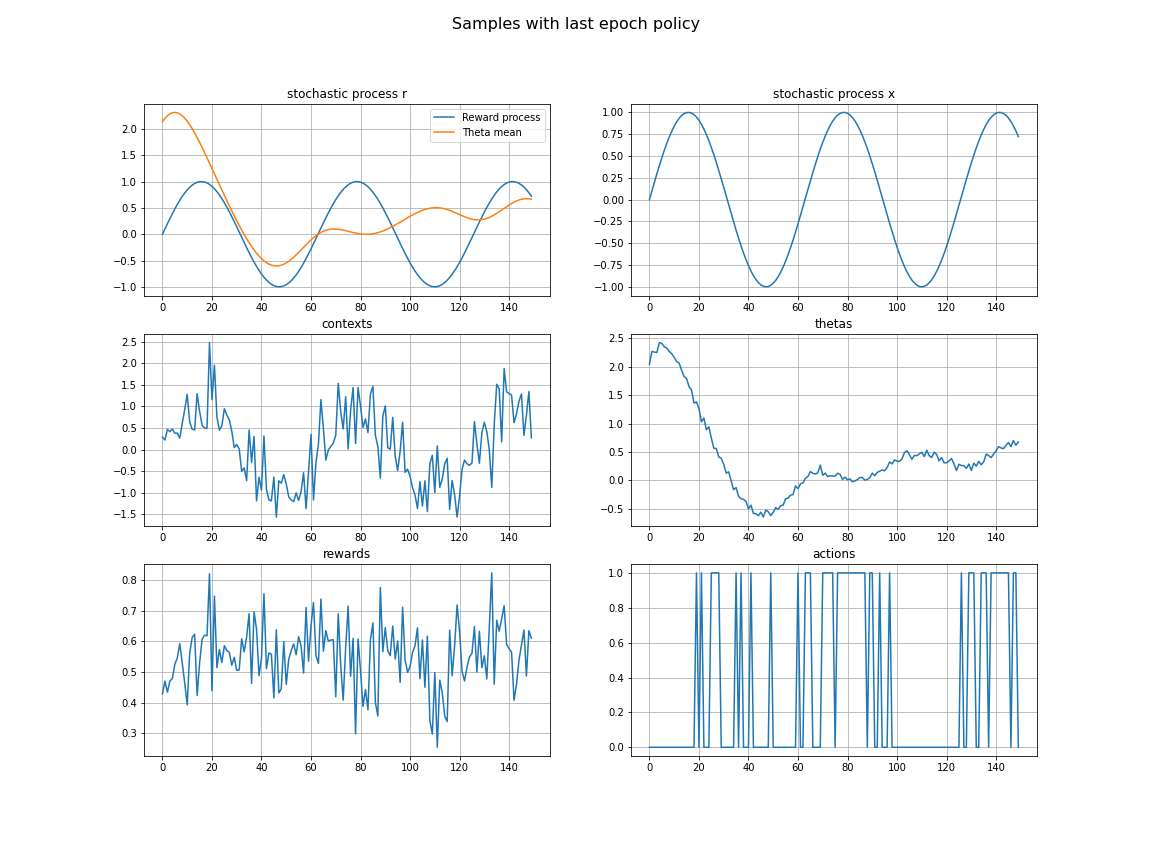 Samples with last epoch policy
stochastic process r
Reward process
Theta mean
2.0
1.5
1.0
0.5
0.0
−0.5
−1.0
0 20 40 60 80 100 120 140
stochastic process x
1.00
0.75
0.50
0.25
0.00
−0.25
−0.50
−0.75
−1.00
0 20 40 60 80 100 120 140
contexts
2.5
2.0
1.5
1.0
0.5
0.0
−0.5
−1.0
−1.5
0 20 40 60 80 100 120 140
thetas
2.5
2.0
1.5
1.0
0.5
0.0
−0.5
0 20 40 60 80 100 120 140
rewards
0.8
0.7
0.6
0.5
0.4
0.3
0 20 40 60 80 100 120 140
actions
1.0
0.8
0.6
0.4
0.2
0.0
0 20 40 60 80 100 120 140